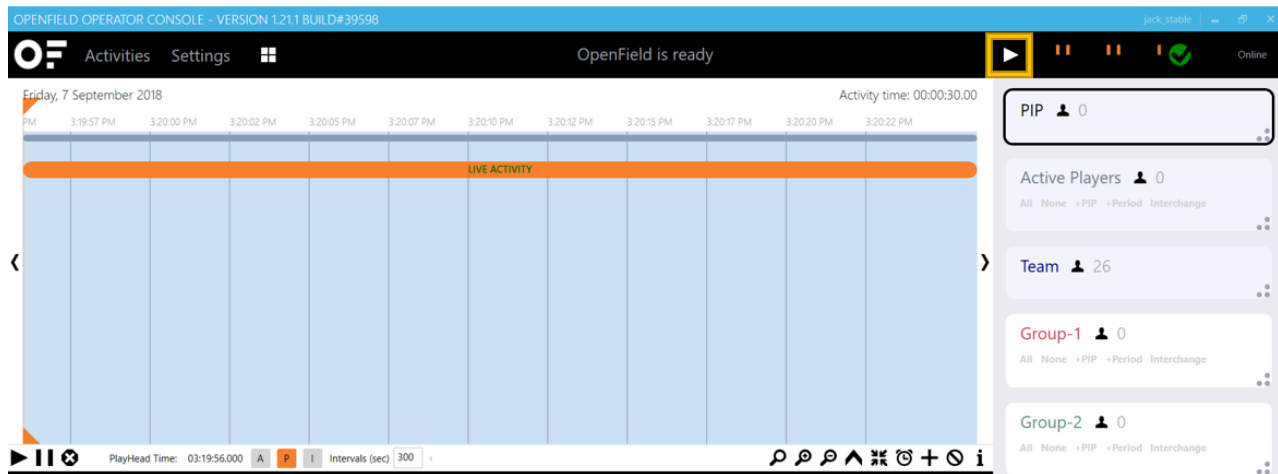 OPENFIELD OPERATOR CONSOLE - VERSION 1.21.1 BUILD#39598
jack_stable
OF
Activities
Settings
OpenField is ready
Online
Friday, 7 September 2018
Activity time: 00:00:30.00
PM
3:19:57 PM
3:20:00 PM
3:20:02 PM
3:20:05 PM
3:20:07 PM
3:20:10 PM
3:20:12 PM
3:20:15 PM
3:20:17 PM
3:20:20 PM
3:20:22 PM
LIVE ACTIVITY
PIP 0
Active Players 0
All None +PIP +Period Interchange
Team 26
Group-1 0
All None +PIP +Period Interchange
Group-2 0
All None +PIP +Period Interchange
PlayHead Time: 03:19:56.000 A P I Intervals (sec) 300